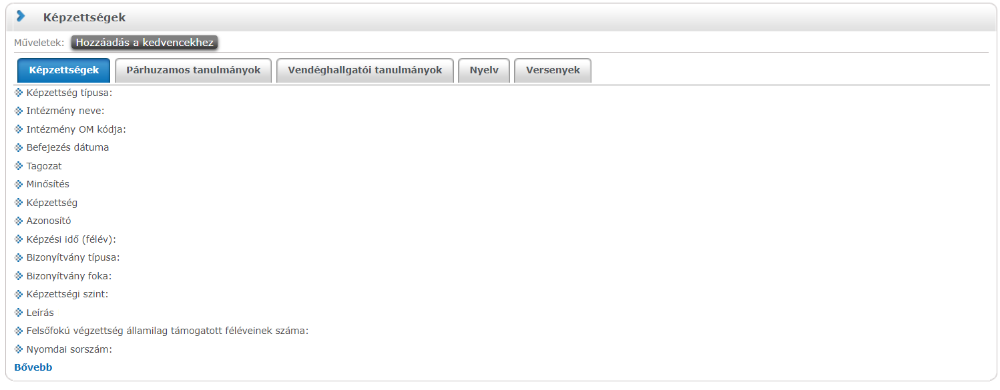 Képzettségek
Műveletek: Hozzáadás a kedvencekhez
Képzettségek Párhuzamos tanulmányok Vendéghallgatói tanulmányok Nyelv Versenyek
Képzettség típusa:
Intézmény neve:
Intézmény OM kódja:
Befejezés dátuma
Tagozat
Minősítés
Képzettség
Azonosító
Képzési idő (félév):
Bizonyítvány típusa:
Bizonyítvány foka:
Képzettségi szint:
Leírás
Felsőfokú végzettség államilag támogatott féléveinek száma:
Nyomdai sorszám:
Bővebb